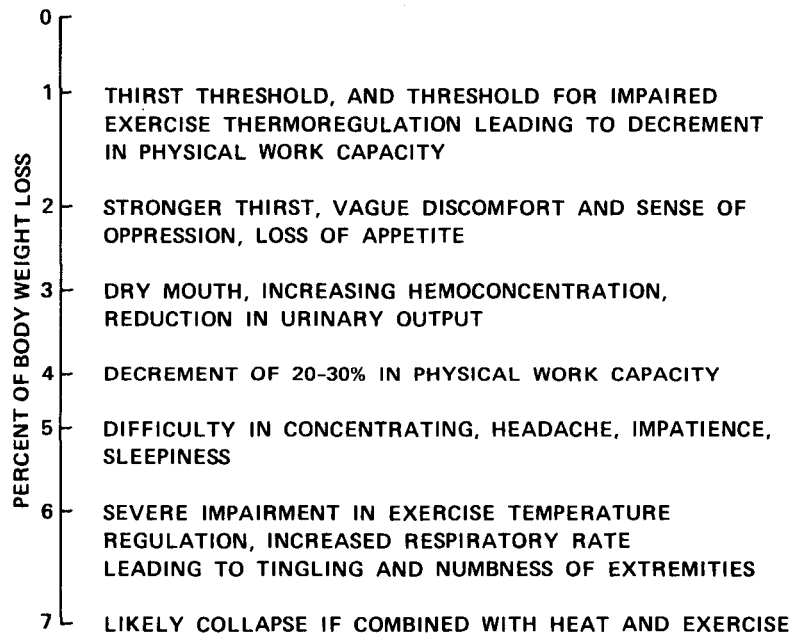 0
1 THIRST THRESHOLD, AND THRESHOLD FOR IMPAIRED
EXERCISE THERMOREGULATION LEADING TO DECREMENT
IN PHYSICAL WORK CAPACITY
2 STRONGER THIRST, VAGUE DISCOMFORT AND SENSE OF
OPPRESSION, LOSS OF APPETITE
3 DRY MOUTH, INCREASING HEMOCONCENTRATION,
REDUCTION IN URINARY OUTPUT
4 DECREMENT OF 20-30% IN PHYSICAL WORK CAPACITY
5 DIFFICULTY IN CONCENTRATING, HEADACHE, IMPATIENCE,
SLEEPINESS
6 SEVERE IMPAIRMENT IN EXERCISE TEMPERATURE
REGULATION, INCREASED RESPIRATORY RATE
LEADING TO TINGLING AND NUMBNESS OF EXTREMITIES
7 LIKELY COLLAPSE IF COMBINED WITH HEAT AND EXERCISE
PERCENT OF BODY WEIGHT LOSS